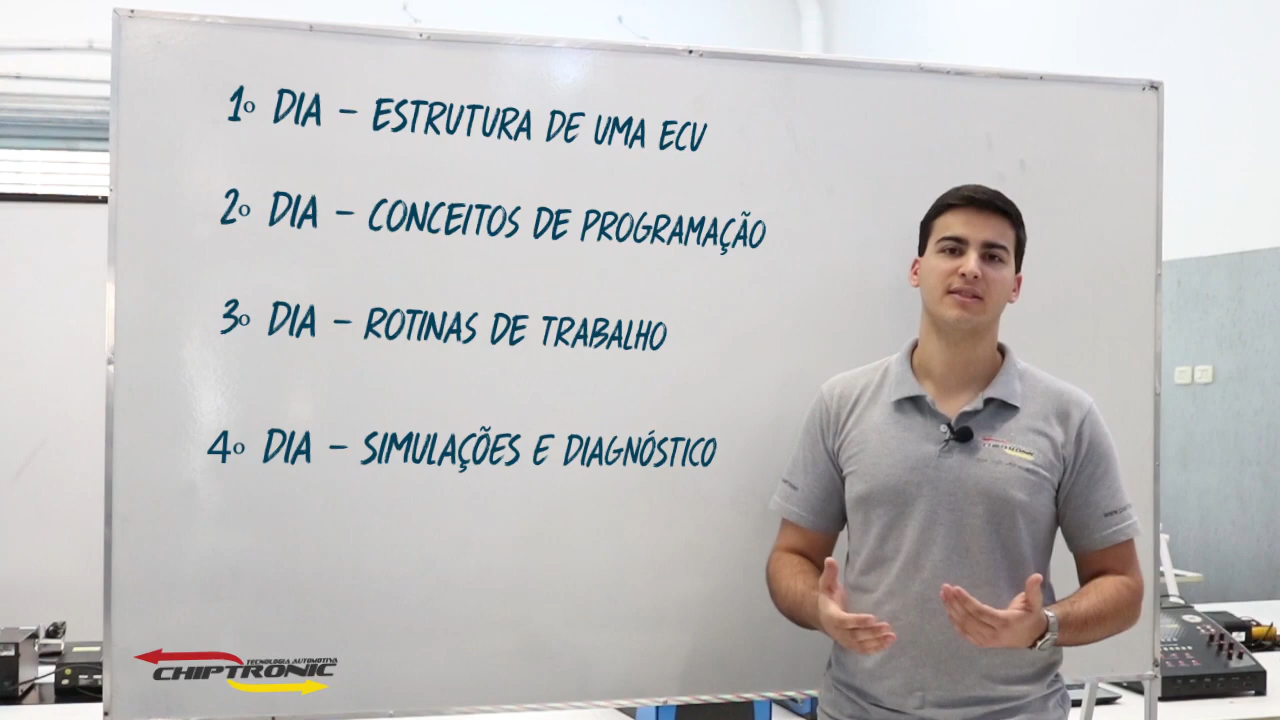 1º DIA - ESTRUTURA DE UMA ECU
2º DIA - CONCEITOS DE PROGRAMAÇÃO
3º DIA - ROTINAS DE TRABALHO
4º DIA - SIMULAÇÕES E DIAGNÓSTICO
TECNOLOGIA AUTOMOTIVA
CHIPTRONIC
CHIPTRONIC